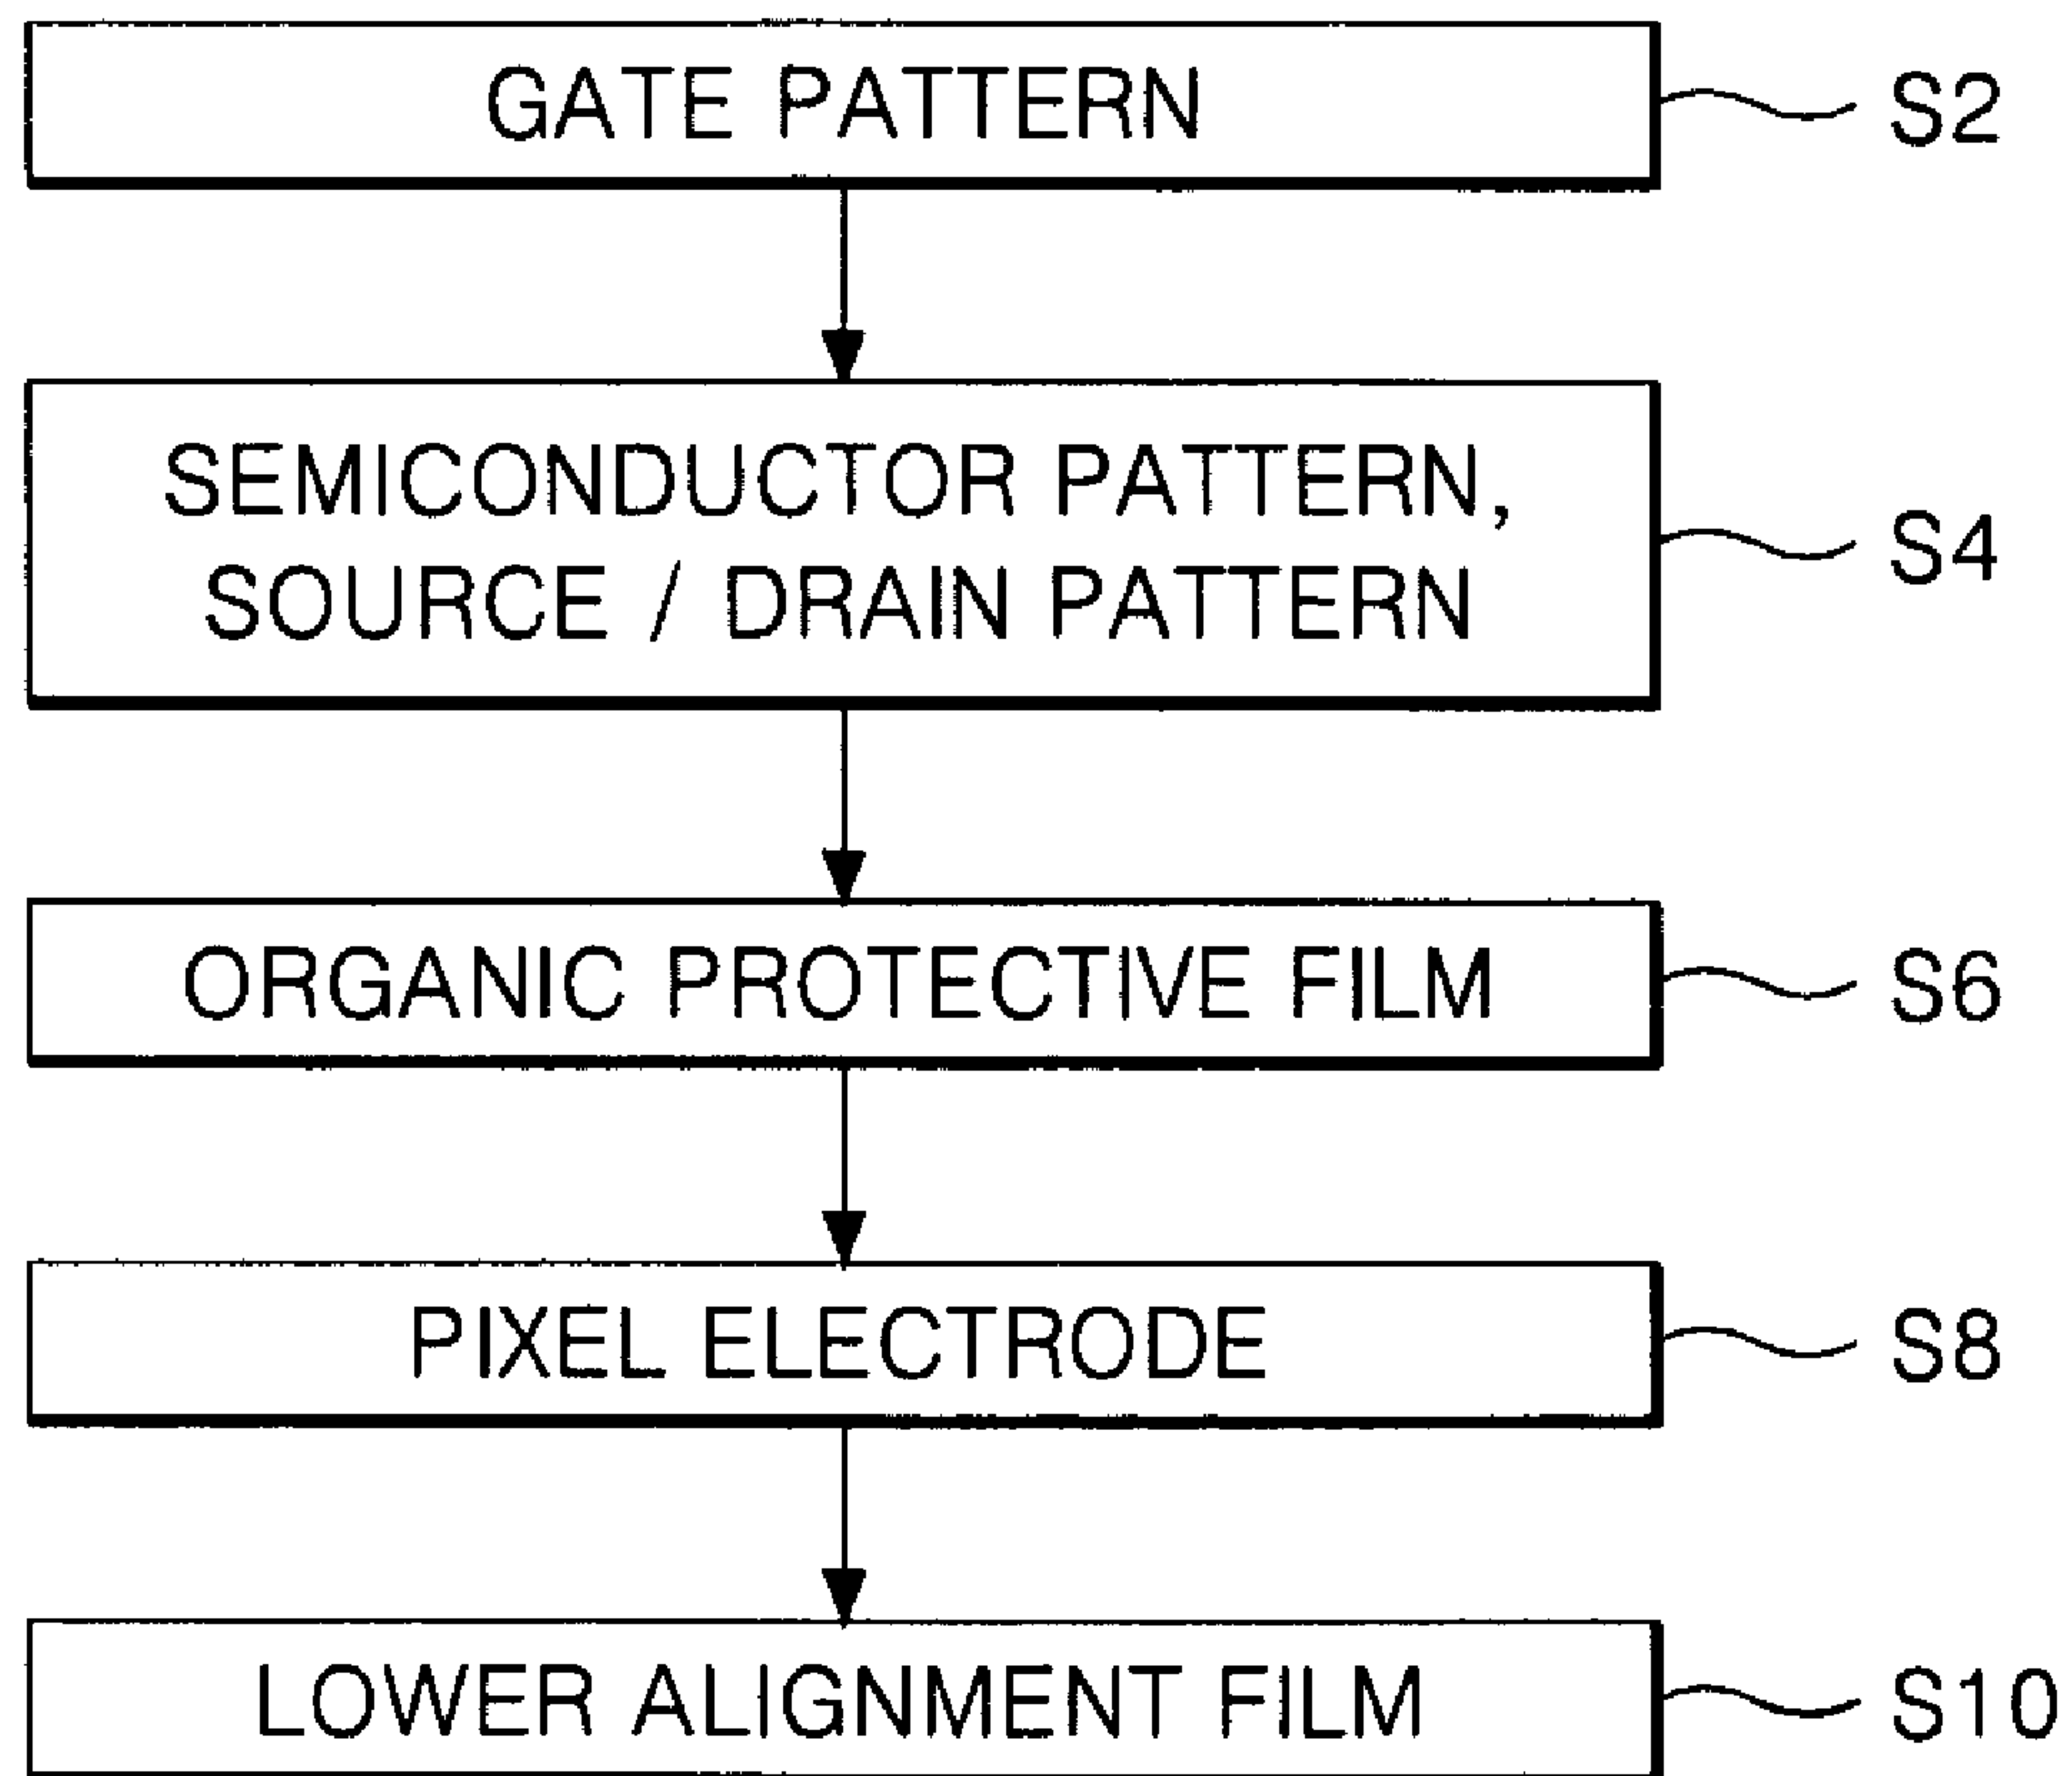 GATE PATTERN
S2
SEMICONDUCTOR PATTERN,
SOURCE / DRAIN PATTERN
S4
ORGANIC PROTECTIVE FILM
S6
PIXEL ELECTRODE
S8
LOWER ALIGNMENT FILM
S10